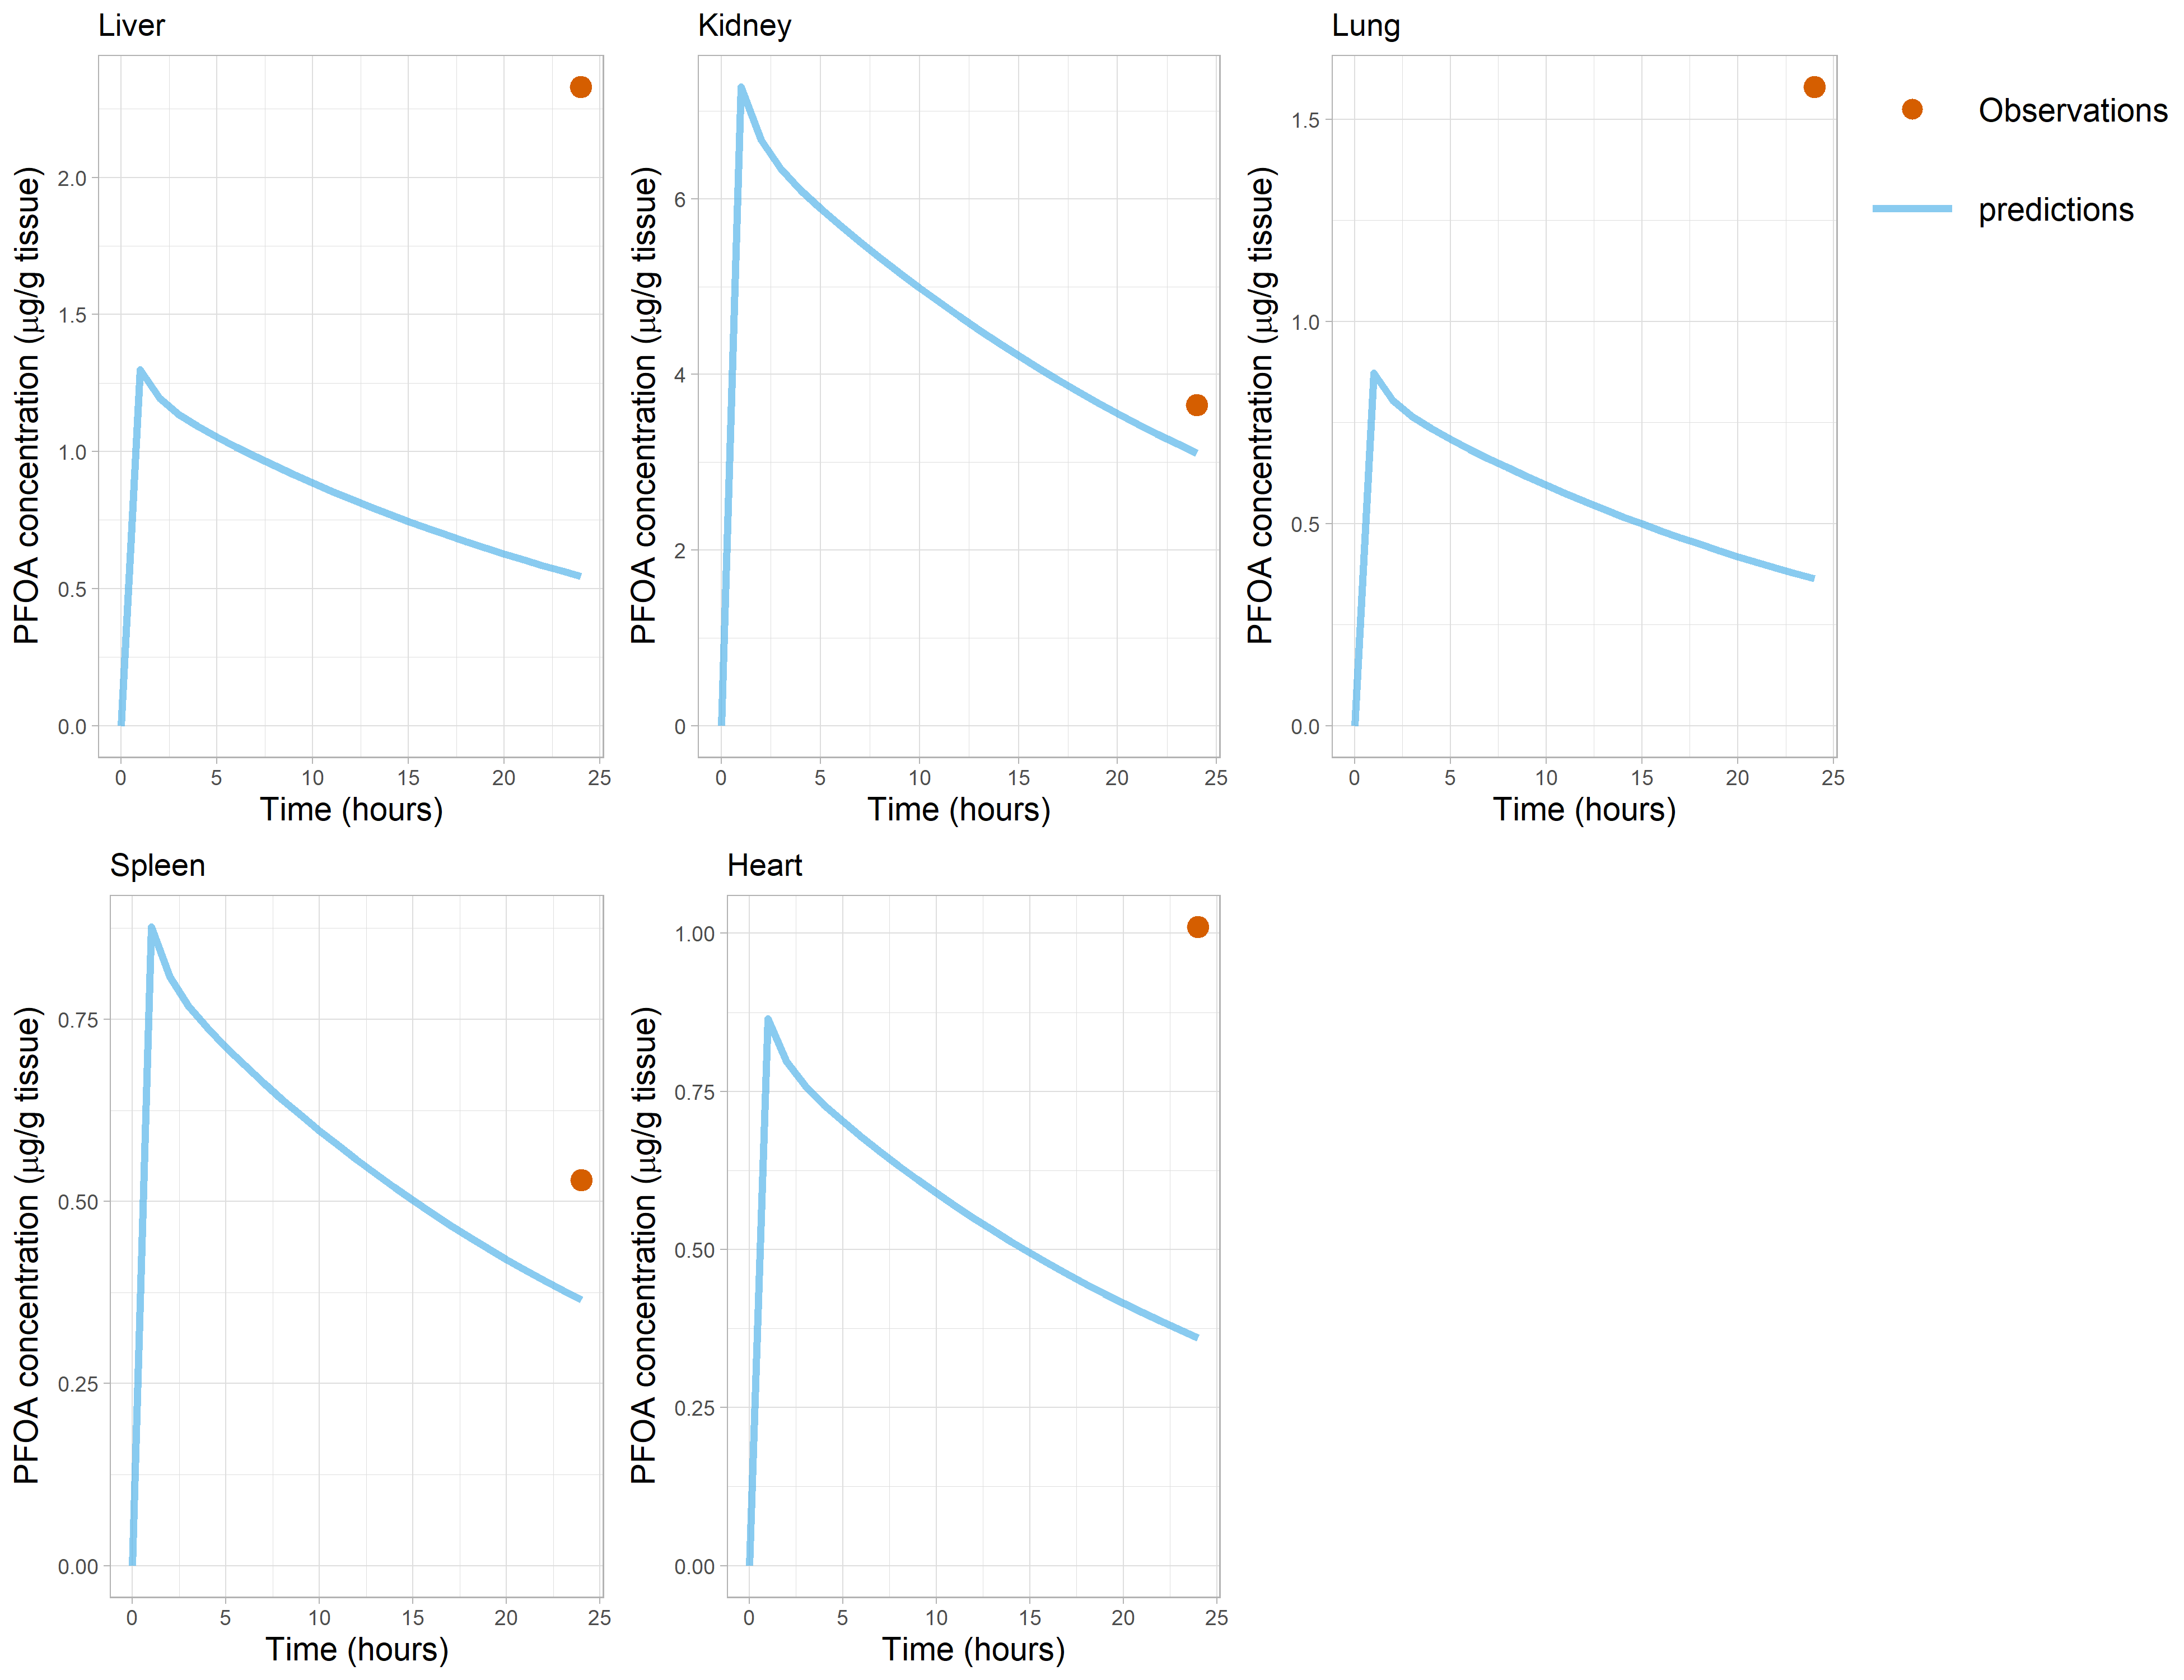 Liver
PFOA concentration (μg/g tissue)
2.0
1.5
1.0
0.5
0.0
0 5 10 15 20 25
Time (hours)
Kidney
PFOA concentration (μg/g tissue)
6
4
2
0
0 5 10 15 20 25
Time (hours)
Lung
PFOA concentration (μg/g tissue)
1.5
1.0
0.5
0.0
0 5 10 15 20 25
Time (hours)
Observations
predictions
Spleen
PFOA concentration (μg/g tissue)
0.75
0.50
0.25
0.00
0 5 10 15 20 25
Time (hours)
Heart
PFOA concentration (μg/g tissue)
1.00
0.75
0.50
0.25
0.00
0 5 10 15 20 25
Time (hours)